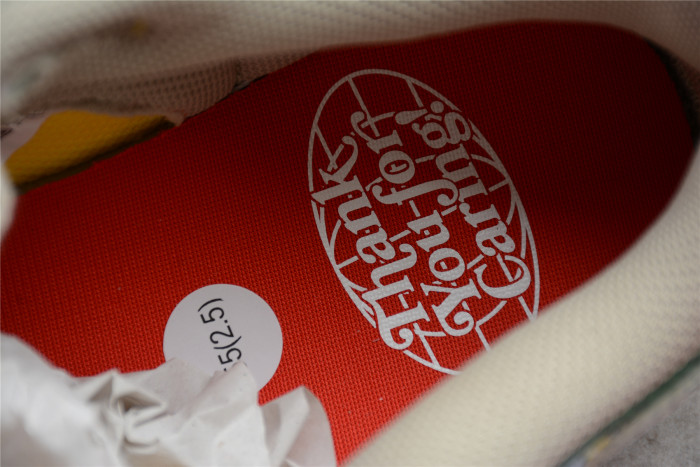 Thank
You for
Caring!
5(2.5)